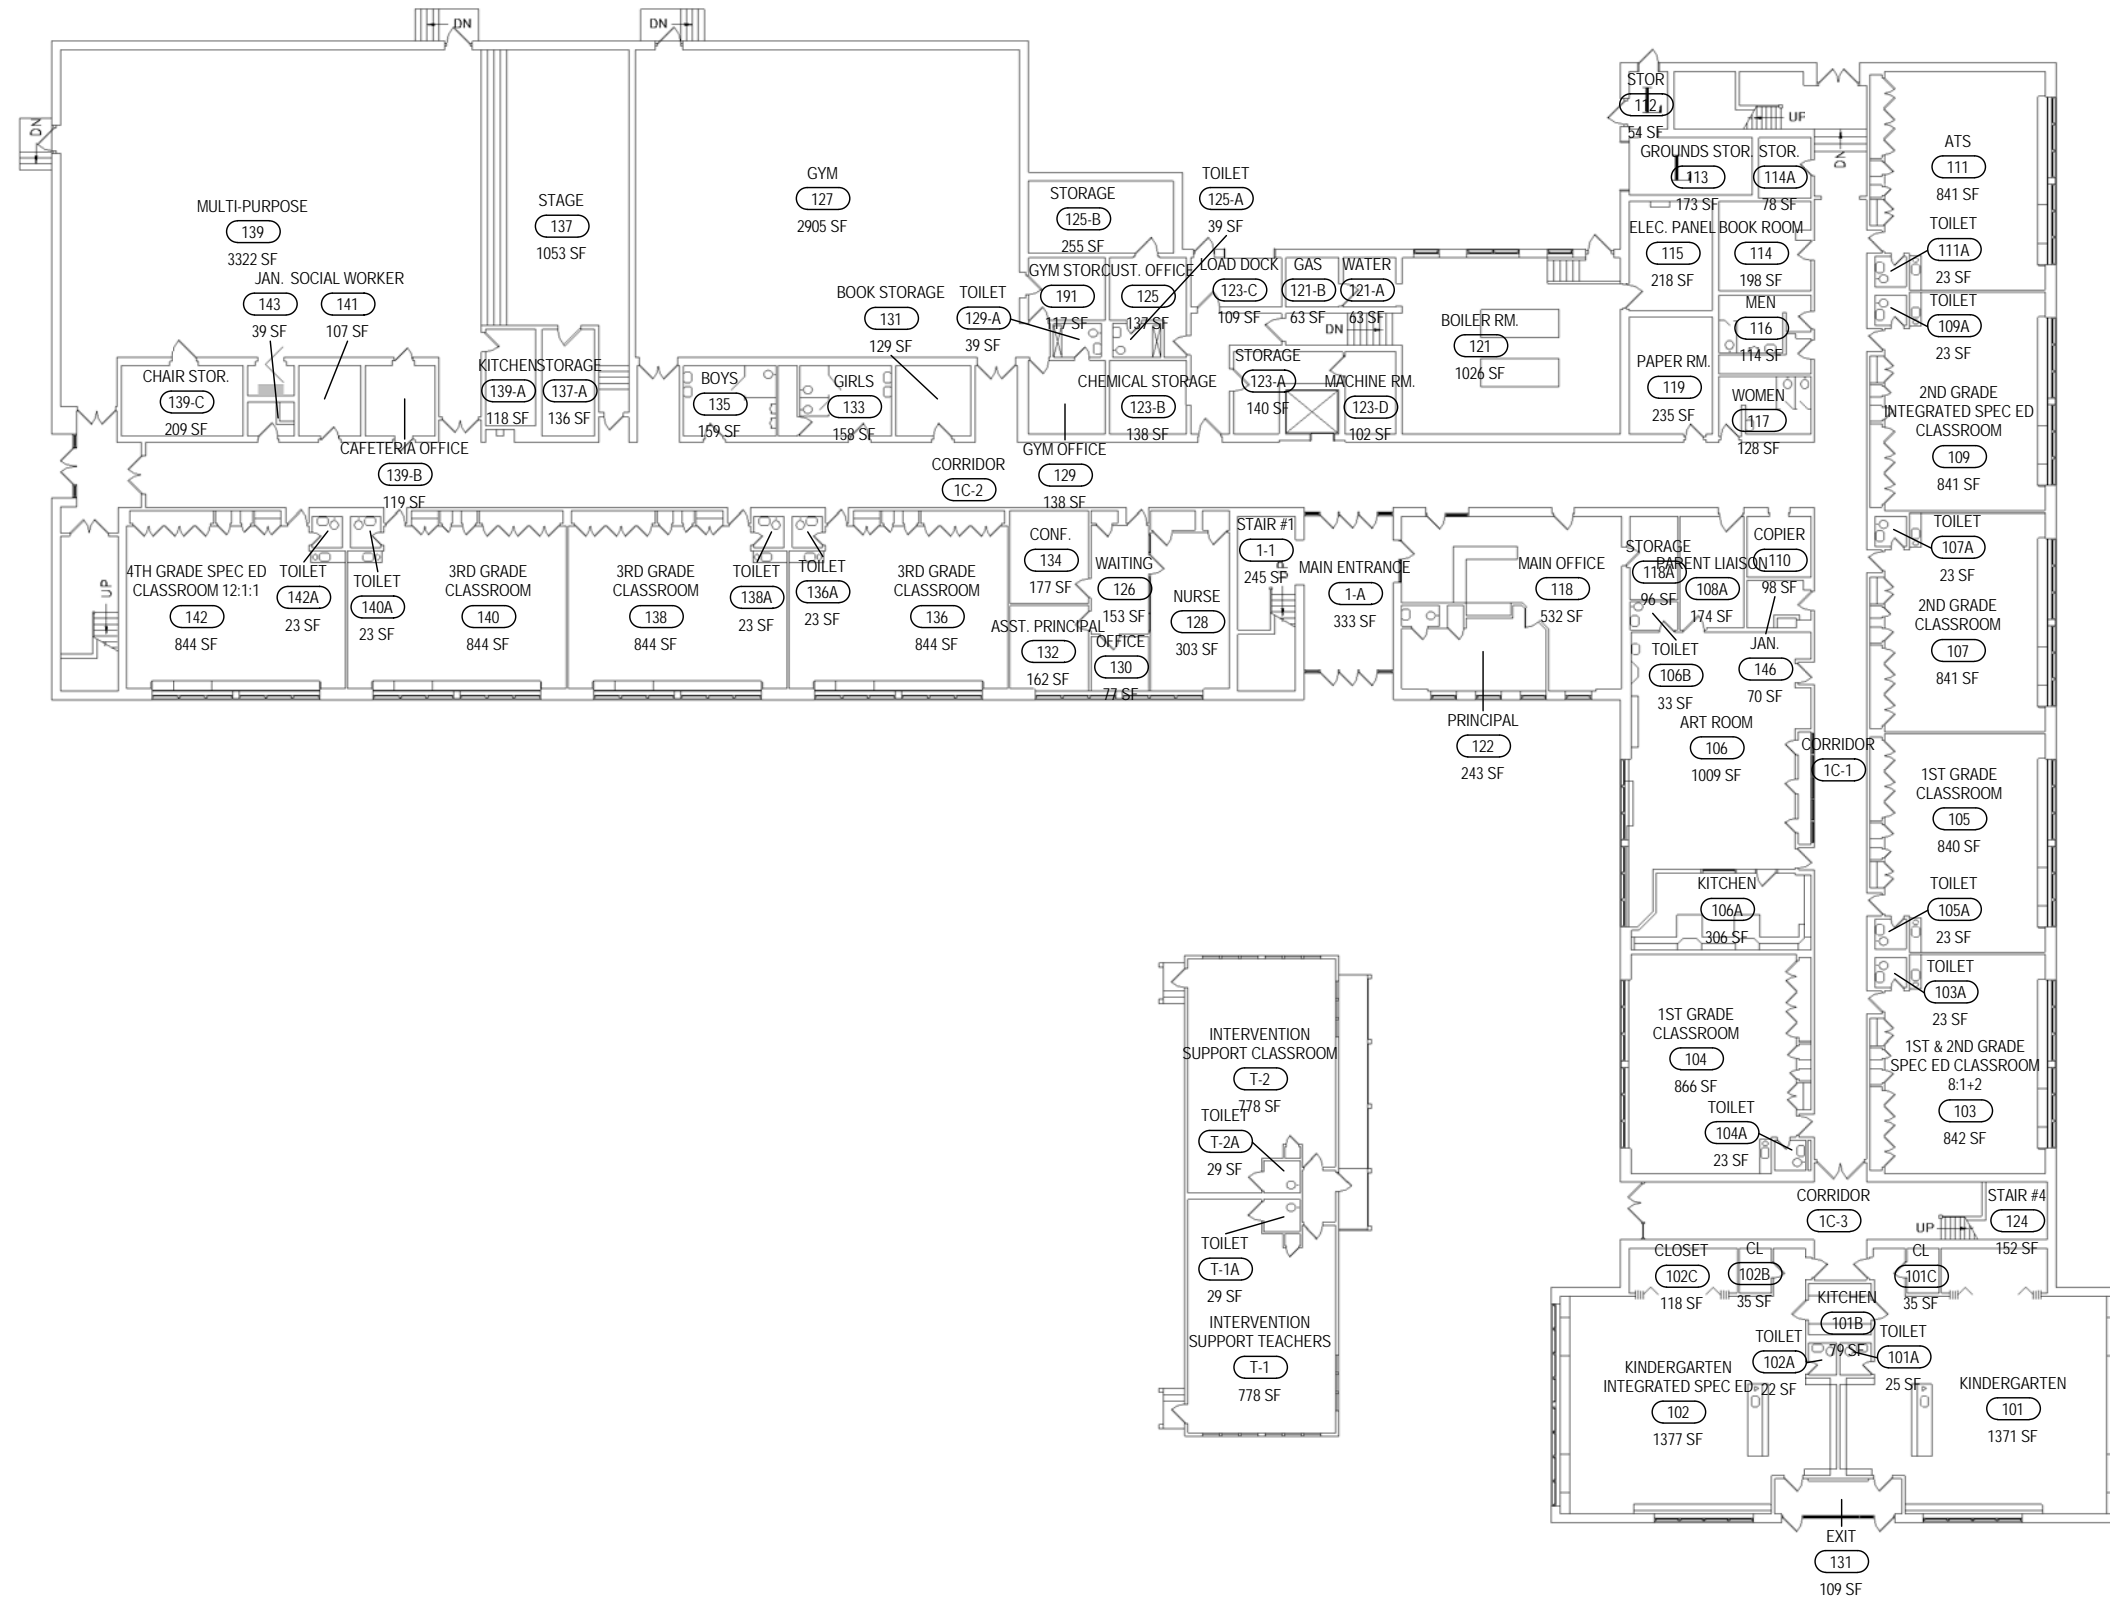 DN
DN
DN
MULTI-PURPOSE
139
3322 SF
STAGE
137
1053 SF
GYM
127
2905 SF
STORAGE
125-B
255 SF
TOILET
125-A
39 SF
JAN.
143
39 SF
SOCIAL WORKER
141
107 SF
BOOK STORAGE
131
129 SF
TOILET
129-A
39 SF
GYM STOR.
191
117 SF
CUST. OFFICE
125
137 SF
LOAD DOCK
123-C
109 SF
GAS
121-B
63 SF
WATER
121-A
63 SF
DN
BOILER RM.
121
1026 SF
CHAIR STOR.
139-C
209 SF
KITCHEN
139-A
118 SF
STORAGE
137-A
136 SF
BOYS
135
159 SF
GIRLS
133
158 SF
CHEMICAL STORAGE
123-B
138 SF
STORAGE
123-A
140 SF
MACHINE RM.
123-D
102 SF
CAFETERIA OFFICE
139-B
119 SF
CORRIDOR
1C-2
GYM OFFICE
129
138 SF
STOR
112
54 SF
UP
DN
GROUNDS STOR.
113
173 SF
STOR.
114A
78 SF
ELEC. PANEL
115
218 SF
BOOK ROOM
114
198 SF
MEN
116
114 SF
PAPER RM.
119
235 SF
WOMEN
117
128 SF
ATS
111
841 SF
TOILET
111A
23 SF
TOILET
109A
23 SF
2ND GRADE
INTEGRATED SPEC ED
CLASSROOM
109
841 SF
TOILET
107A
23 SF
2ND GRADE
CLASSROOM
107
841 SF
UP
4TH GRADE SPEC ED
CLASSROOM 12:1:1
142
844 SF
TOILET
142A
23 SF
TOILET
140A
23 SF
3RD GRADE
CLASSROOM
140
844 SF
3RD GRADE
CLASSROOM
138
844 SF
TOILET
138A
23 SF
TOILET
136A
23 SF
3RD GRADE
CLASSROOM
136
844 SF
CONF.
134
177 SF
ASST. PRINCIPAL
132
162 SF
WAITING
126
153 SF
OFFICE
130
77 SF
NURSE
128
303 SF
STAIR #1
1-1
245 SF
UP
MAIN ENTRANCE
1-A
333 SF
MAIN OFFICE
118
532 SF
PRINCIPAL
122
243 SF
STORAGE
118A
96 SF
PARENT LIAISON
108A
174 SF
COPIER
110
98 SF
TOILET
106B
33 SF
JAN.
146
70 SF
ART ROOM
106
1009 SF
CORRIDOR
1C-1
KITCHEN
106A
306 SF
1ST GRADE
CLASSROOM
105
840 SF
TOILET
105A
23 SF
TOILET
103A
23 SF
1ST GRADE
CLASSROOM
104
866 SF
TOILET
104A
23 SF
1ST & 2ND GRADE
SPEC ED CLASSROOM
8:1+2
103
842 SF
INTERVENTION
SUPPORT CLASSROOM
T-2
778 SF
TOILET
T-2A
29 SF
TOILET
T-1A
29 SF
INTERVENTION
SUPPORT TEACHERS
T-1
778 SF
CORRIDOR
1C-3
UP
STAIR #4
124
152 SF
CLOSET
102C
118 SF
CL
102B
35 SF
CL
101C
35 SF
KITCHEN
101B
79 SF
TOILET
102A
22 SF
TOILET
101A
25 SF
KINDERGARTEN
INTEGRATED SPEC ED
102
1377 SF
KINDERGARTEN
101
1371 SF
EXIT
131
109 SF